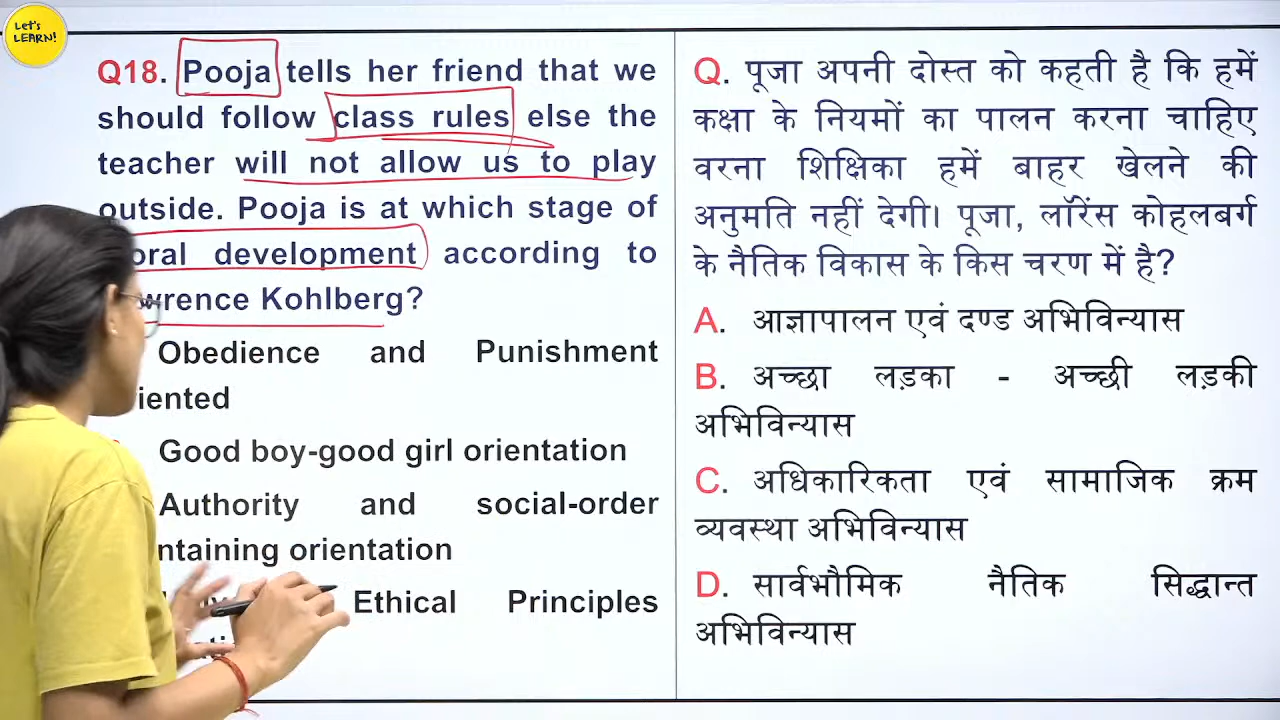 Let's
LEARN!
Q18. Pooja tells her friend that we
should follow class rules else the
teacher will not allow us to play
outside. Pooja is at which stage of
oral development according to
wrence Kohlberg?
Obedience and Punishment
iented
Good boy-good girl orientation
Authority and social-order
ntaining orientation
Ethical Principles
Q. पूजा अपनी दोस्त को कहती है कि हमें
कक्षा के नियमों का पालन करना चाहिए
वरना शिक्षिका हमें बाहर खेलने की
अनुमति नहीं देगी। पूजा, लॉरेंस कोहलबर्ग
के नैतिक विकास के किस चरण में है?
A. आज्ञापालन एवं दण्ड अभिविन्यास
B. अच्छा लड़का - अच्छी लड़की
अभिविन्यास
C. अधिकारिकता एवं सामाजिक क्रम
व्यवस्था अभिविन्यास
D. सार्वभौमिक नैतिक सिद्धान्त
अभिविन्यास